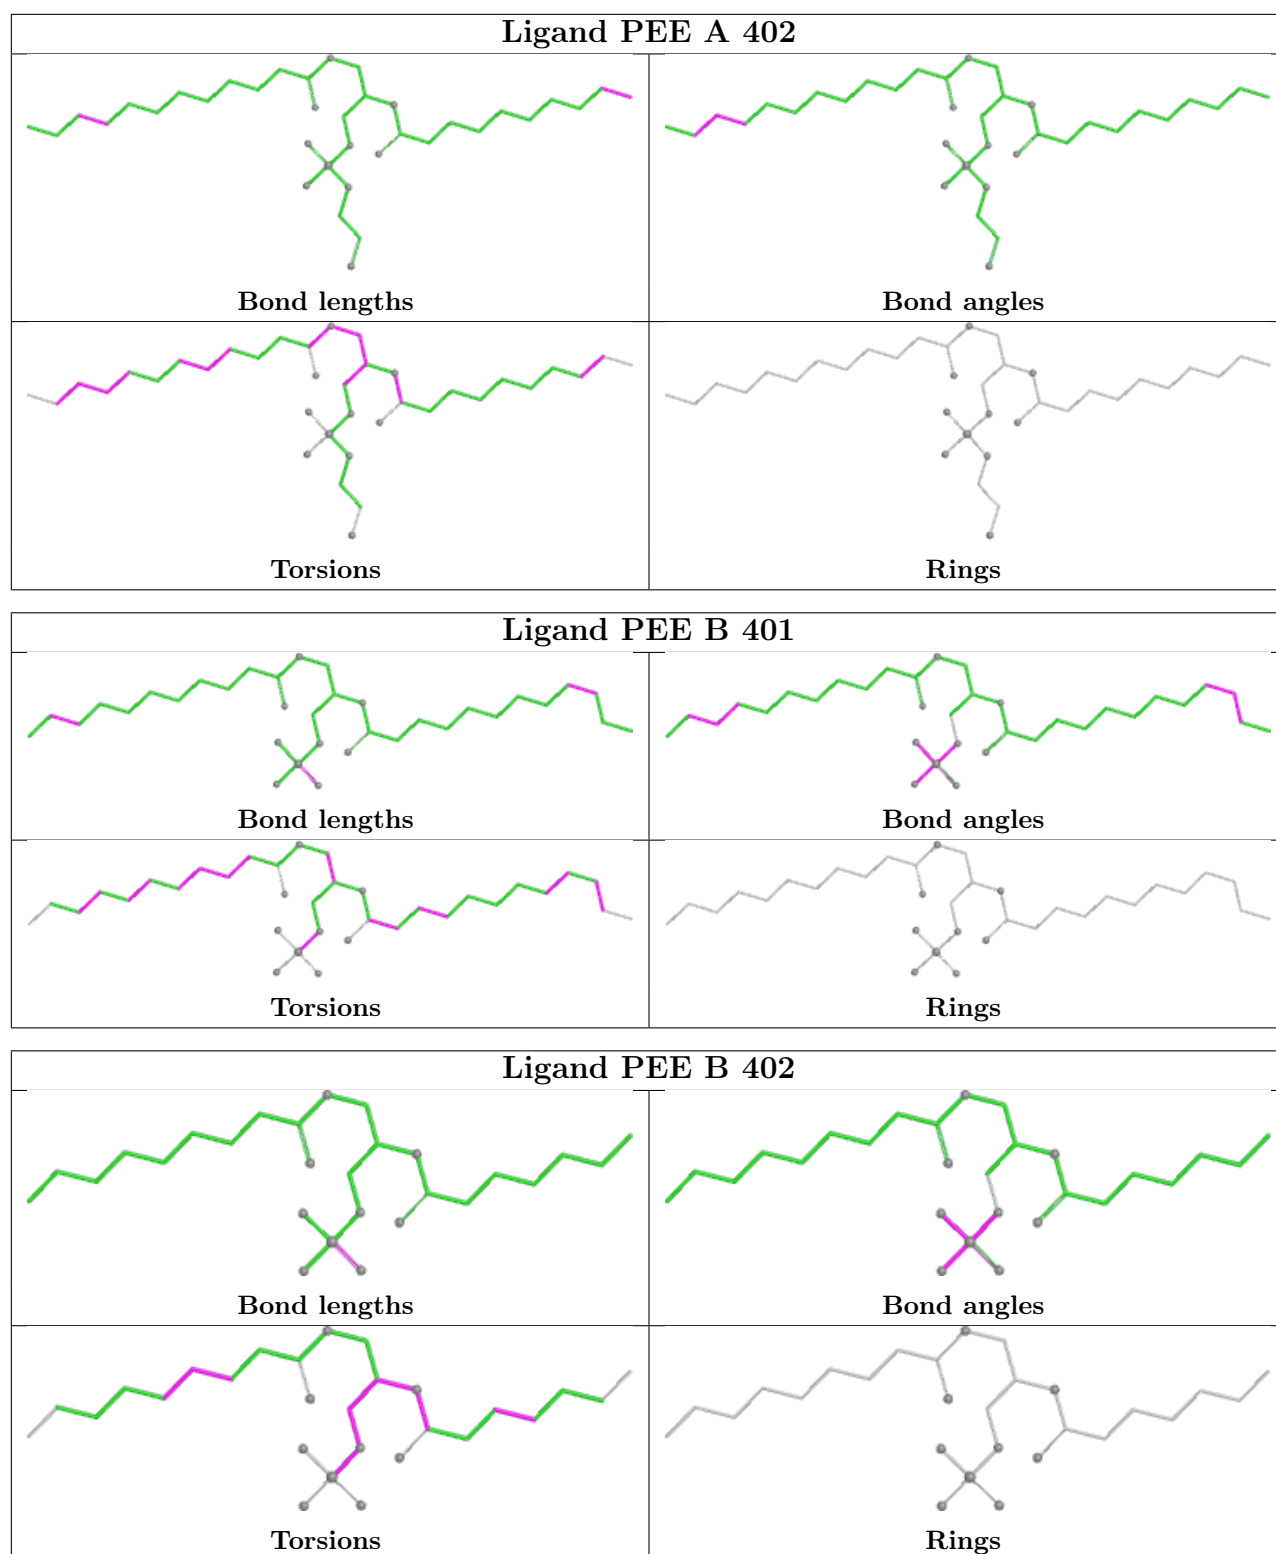 Ligand PEE A 402
Bond lengths
Bond angles
Torsions
Rings
Ligand PEE B 401
Bond lengths
Bond angles
Torsions
Rings
Ligand PEE B 402
Bond lengths
Bond angles
Torsions
Rings